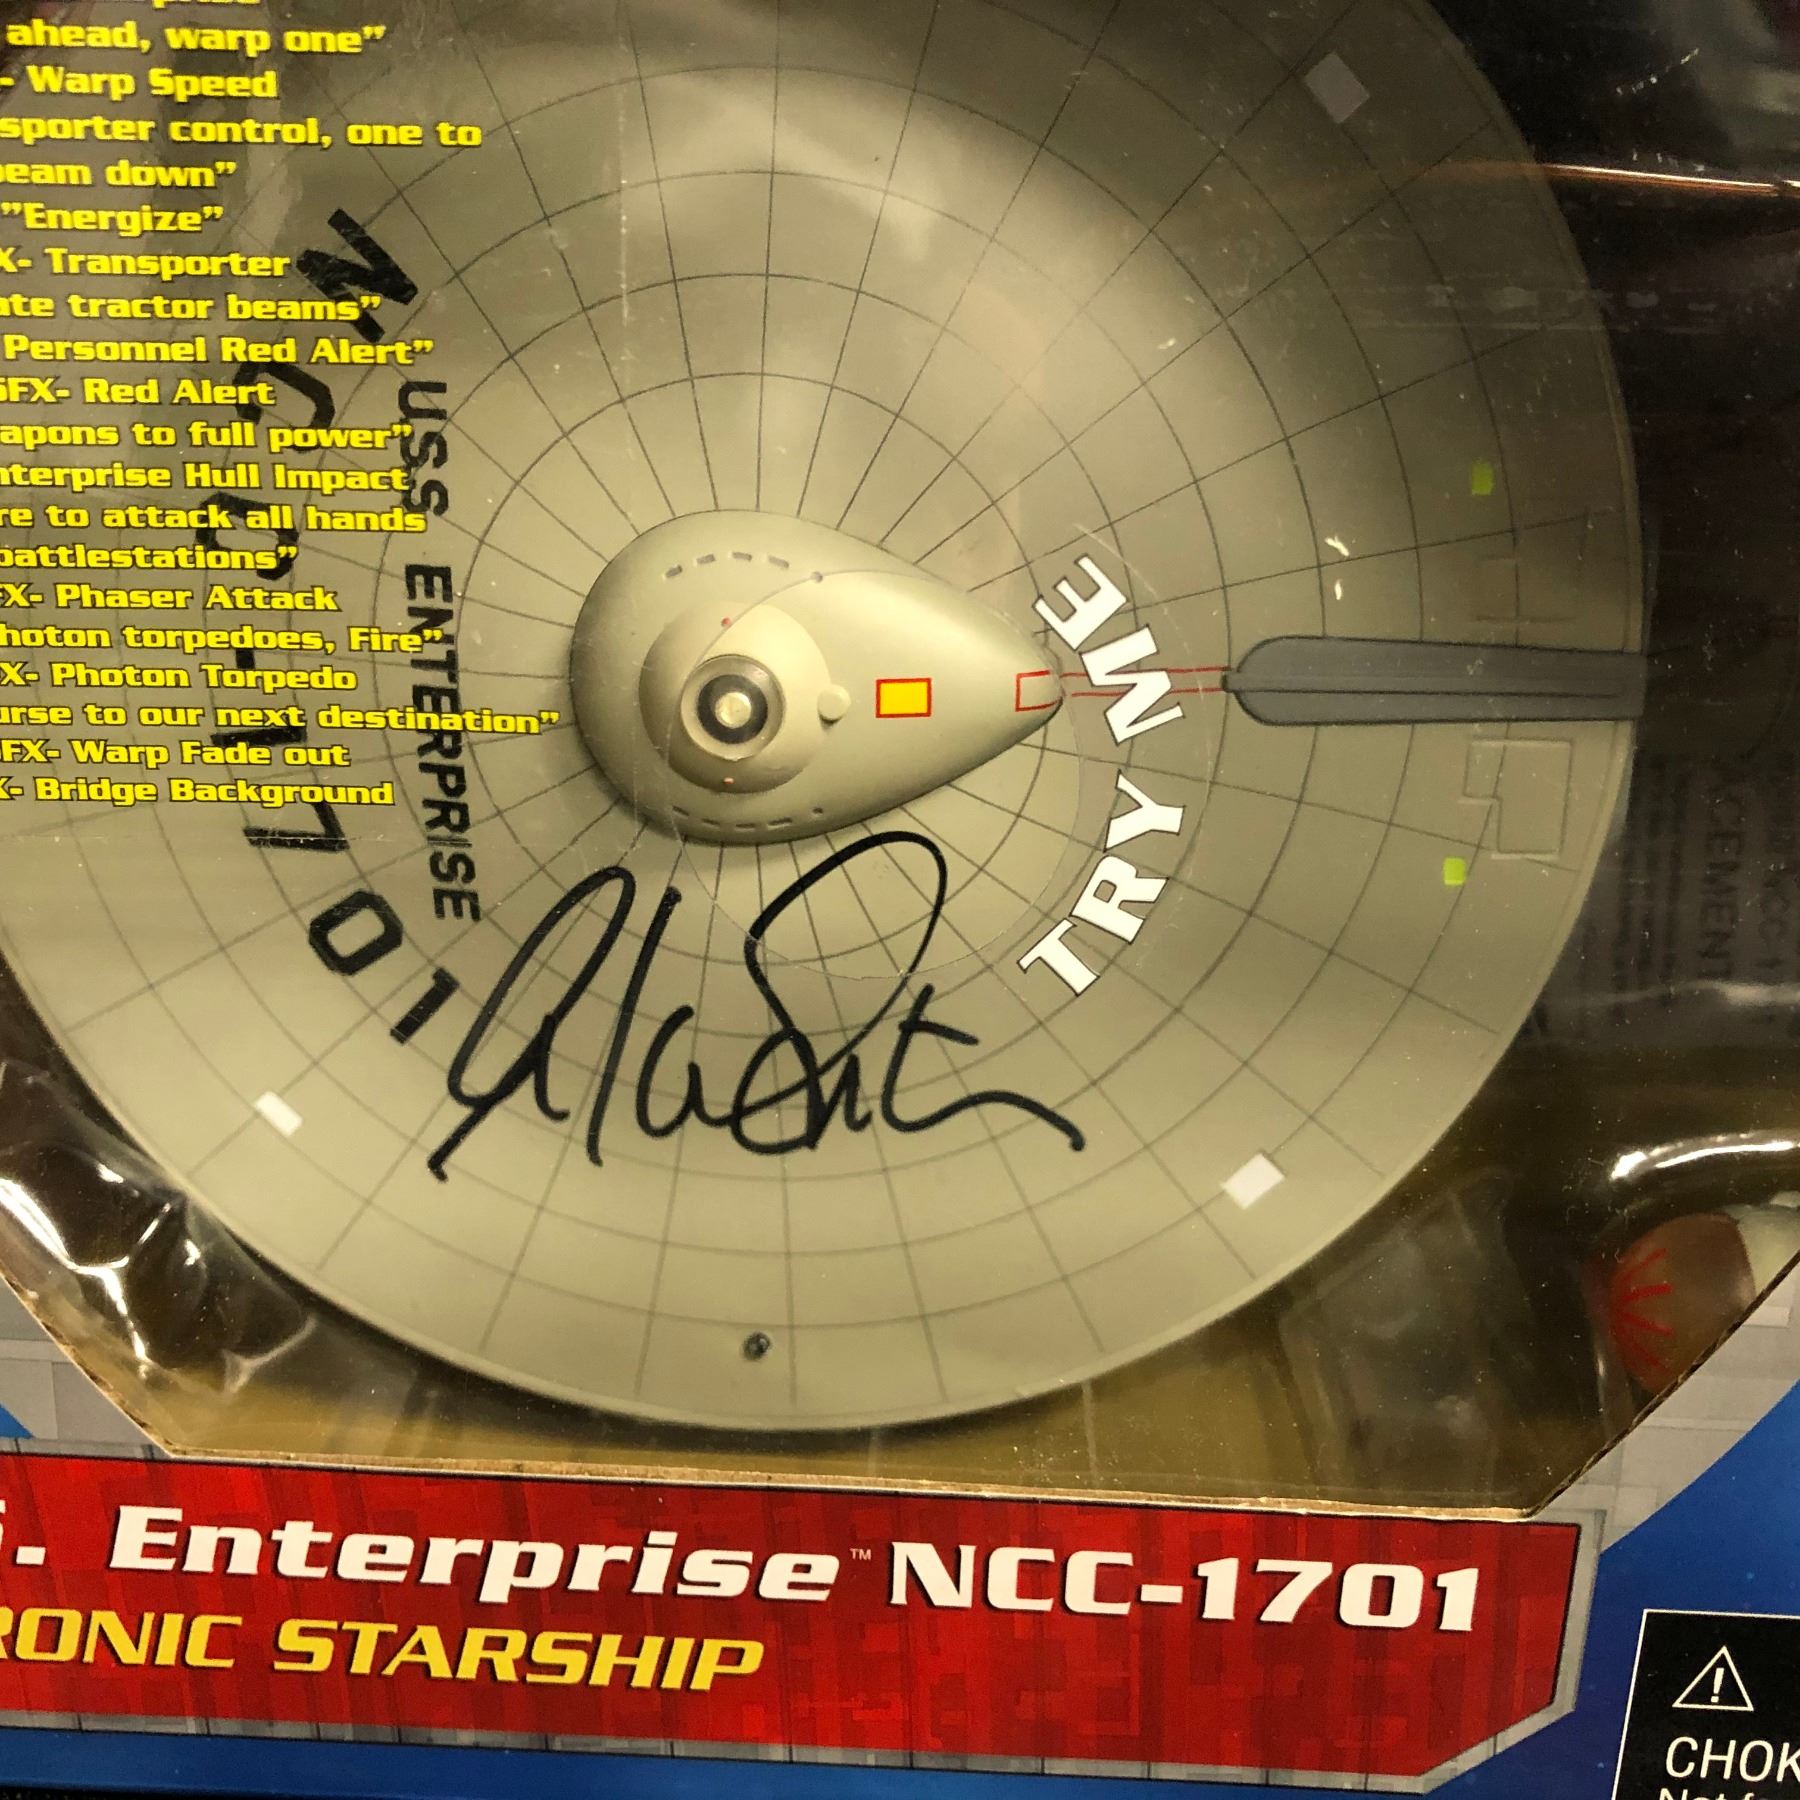 ahead, warp one"
- Warp Speed
sporter control, one to
beam down"
"Energize"
X- Transporter
ate tractor beams"
Personnel Red Alert"
SFX- Red Alert
apons to full power"
nterprise Hull Impact
re to attack all hands
battlestations"
FX- Phaser Attack
hoton torpedoes, Fire"
X- Photon Torpedo
urse to our next destination"
FX- Warp Fade out
X- Bridge Background
NCC-1701
USS ENTERPRISE
TRY ME
S. Enterprise™ NCC-1701
RONIC STARSHIP
CHOK